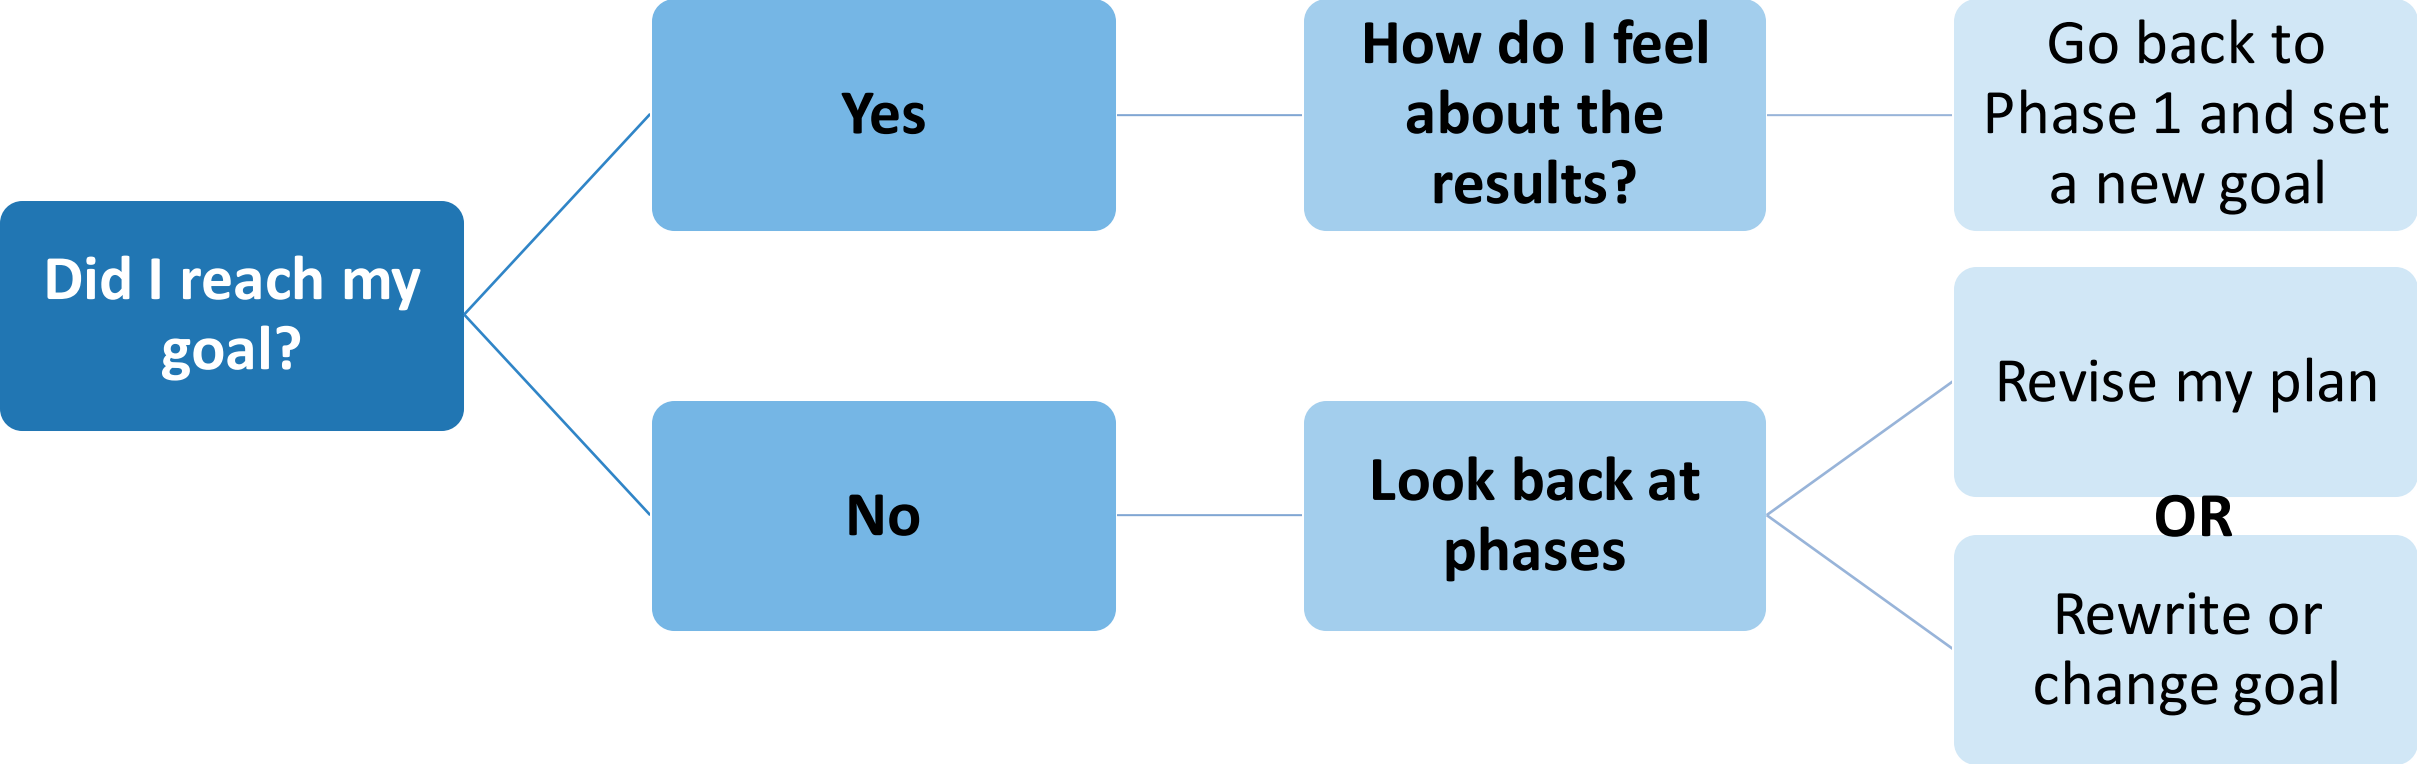 Did I reach my
goal?
Yes
How do I feel
about the
results?
Go back to
Phase 1 and set
a new goal
No
Look back at
phases
Revise my plan
OR
Rewrite or
change goal